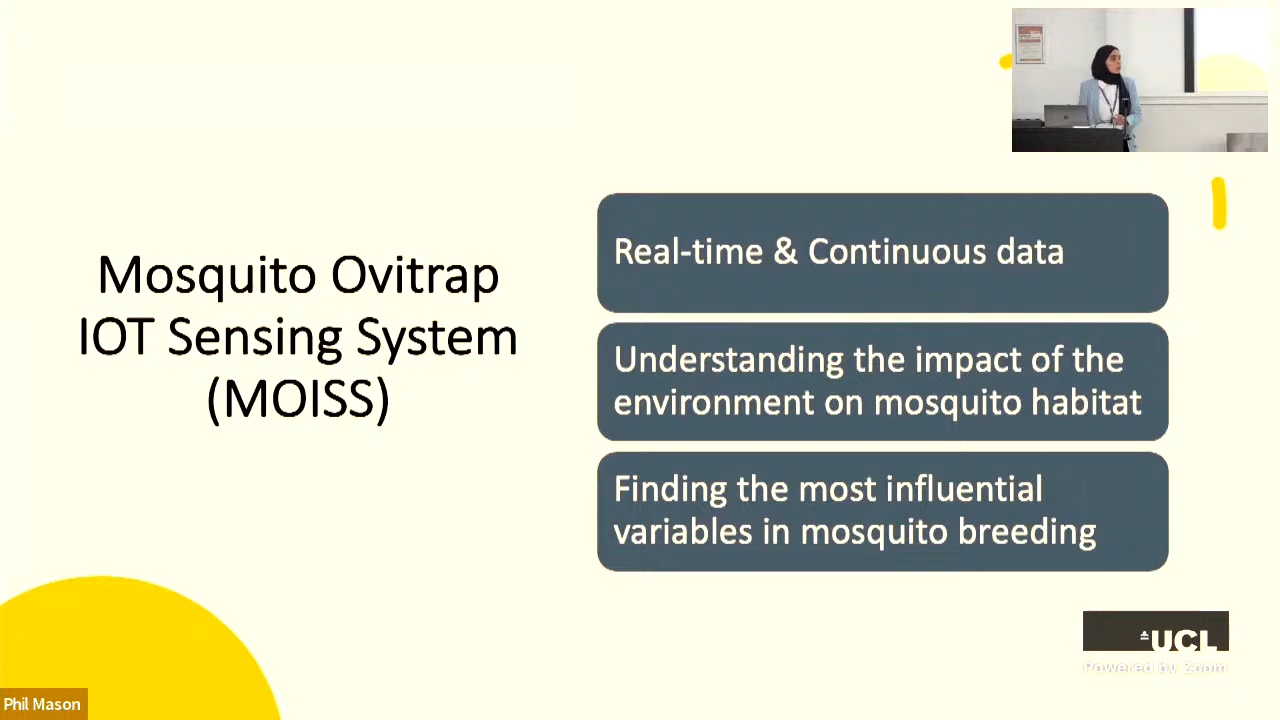 Mosquito Ovitrap
IOT Sensing System
(MOISS)
Real-time & Continuous data
Understanding the impact of the
environment on mosquito habitat
Finding the most influential
variables in mosquito breeding
UCL
Powered by Zoom
Phil Mason